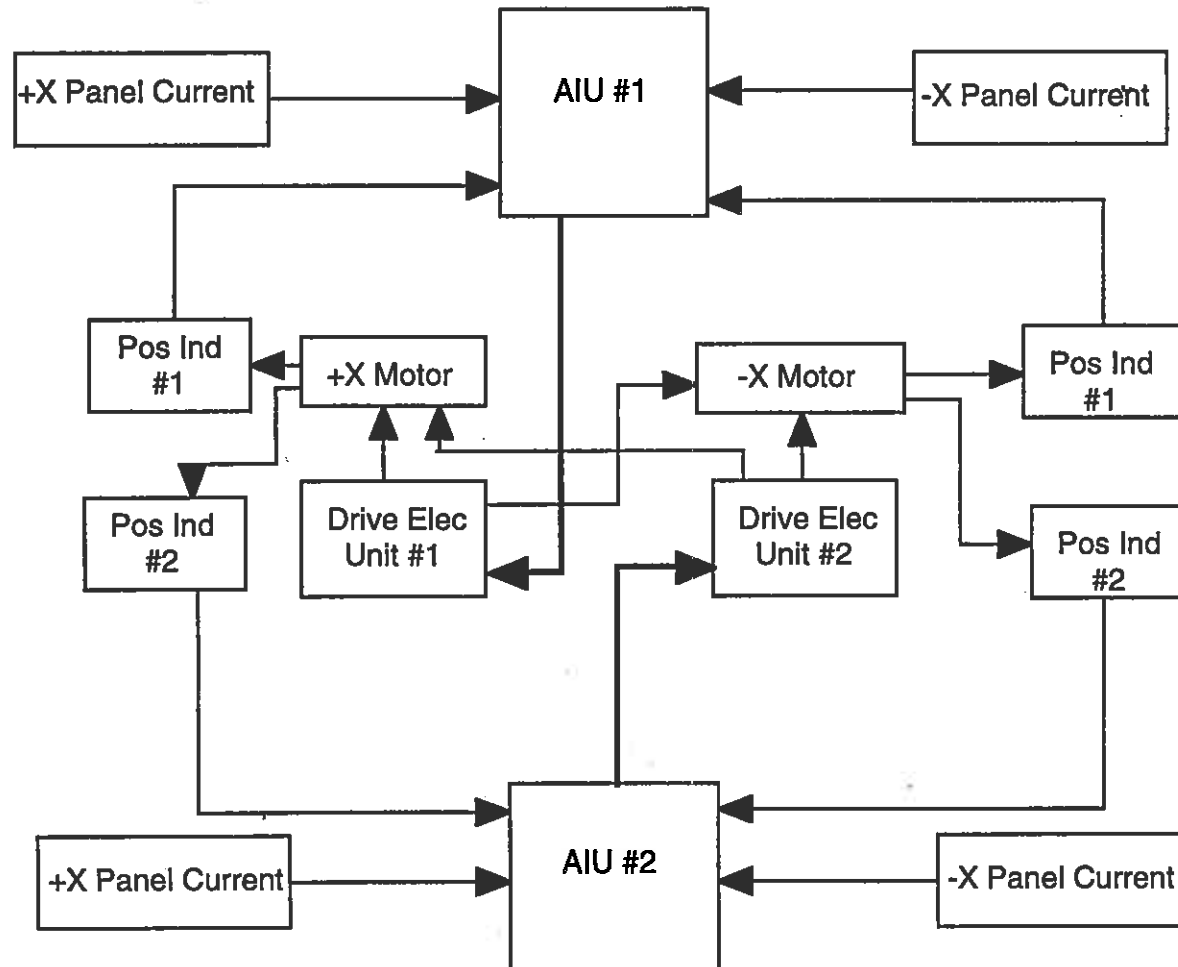 +X Panel Current
AIU #1
-X Panel Current
Pos Ind
#1
+X Motor
-X Motor
Pos Ind
#1
Pos Ind
#2
Drive Elec
Unit #1
Drive Elec
Unit #2
Pos Ind
#2
+X Panel Current
AIU #2
-X Panel Current